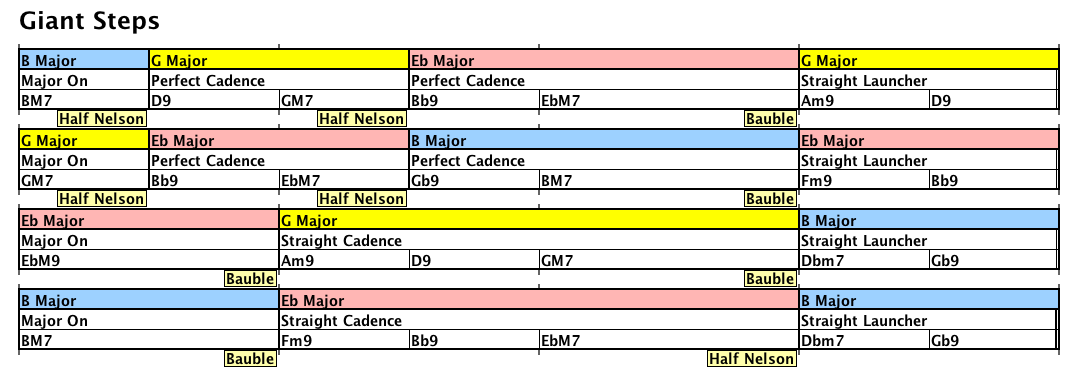 Giant Steps
B Major G Major Eb Major G Major
Major On Perfect Cadence Perfect Cadence Straight Launcher
BM7 D9 GM7 Bb9 EbM7 Am9 D9
Half Nelson Half Nelson Bauble
G Major Eb Major B Major Eb Major
Major On Perfect Cadence Perfect Cadence Straight Launcher
GM7 Bb9 EbM7 Gb9 BM7 Fm9 Bb9
Half Nelson Half Nelson Bauble
Eb Major G Major B Major
Major On Straight Cadence Straight Launcher
EbM9 Am9 D9 GM7 Dbm7 Gb9
Bauble Bauble
B Major Eb Major B Major
Major On Straight Cadence Straight Launcher
BM7 Fm9 Bb9 EbM7 Dbm7 Gb9
Bauble Half Nelson